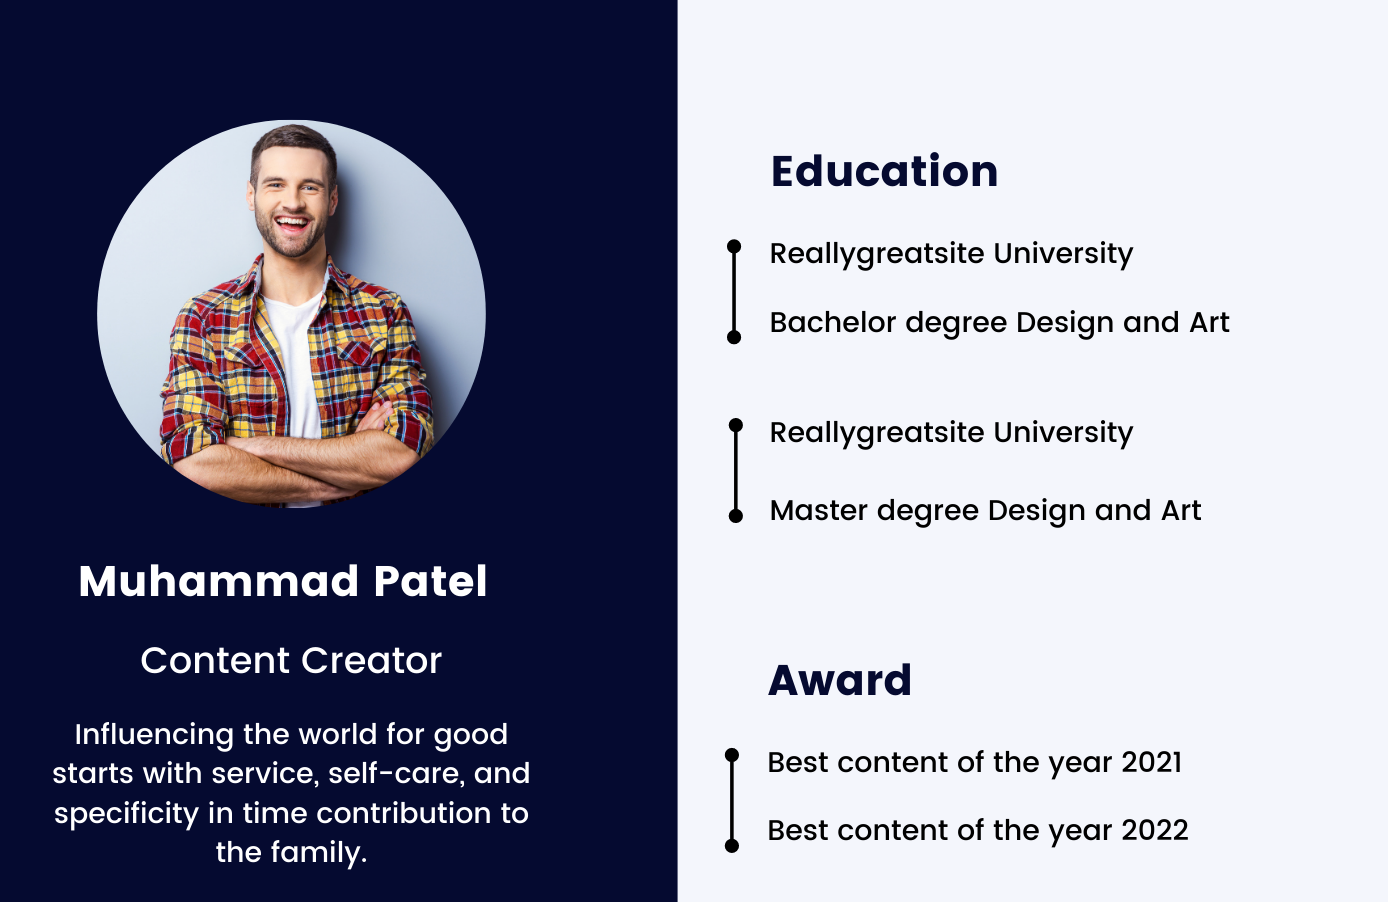 Muhammad Patel
Content Creator
Influencing the world for good
starts with service, self-care, and
specificity in time contribution to
the family.
Education
Reallygreatsite University
Bachelor degree Design and Art
Reallygreatsite University
Master degree Design and Art
Award
Best content of the year 2021
Best content of the year 2022